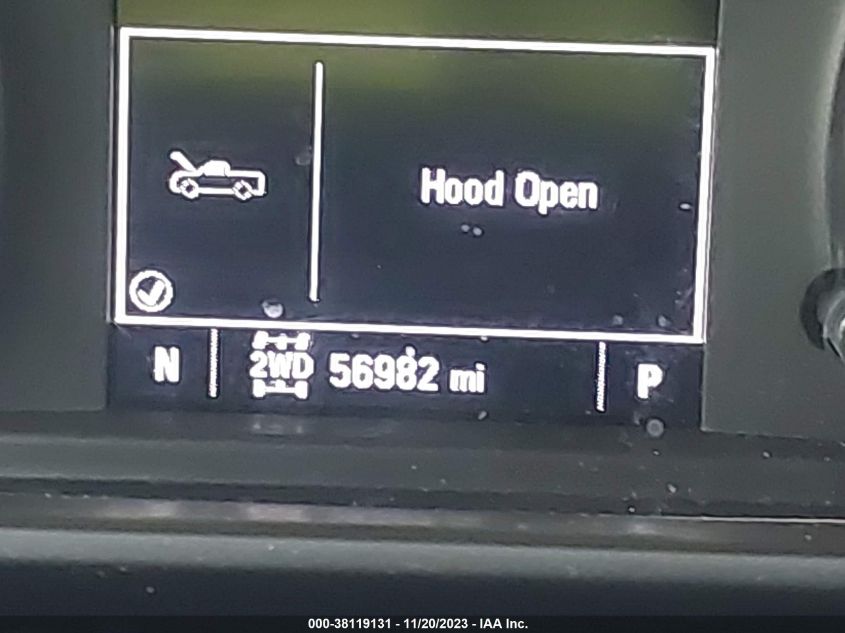 Hood Open
N 2WD 56982 mi P
000-38119131 - 11/20/2023 - IAA Inc.